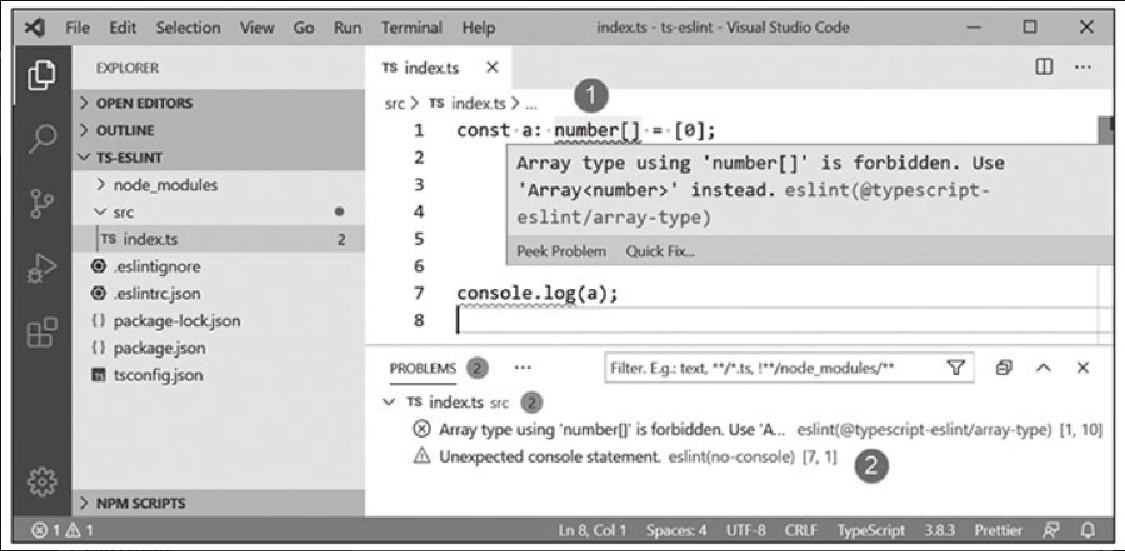 File Edit Selection View Go Run Terminal Help index.ts - ts-eslint - Visual Studio Code
EXPLORER
OPEN EDITORS
OUTLINE
TS-ESLINT
node_modules
src
TS index.ts 2
.eslintignore
.eslintrc.json
{} package-lock.json
{} package.json
tsconfig.json
NPM SCRIPTS
TS index.ts
src > TS index.ts > ...
1
1 const a: number[] = [0];
2
3
4
5
6
7 console.log(a);
8
Array type using 'number[]' is forbidden. Use
'Array<number>' instead. eslint(@typescript-
eslint/array-type)
Peek Problem Quick Fix...
PROBLEMS 2 ... Filter. E.g.: text, **/*.ts, !**/node_modules/**
TS index.ts src 2
Array type using 'number[]' is forbidden. Use 'A... eslint(@typescript-eslint/array-type) [1, 10]
Unexpected console statement. eslint(no-console) [7, 1]
2
1 1 Ln 8, Col 1 Spaces: 4 UTF-8 CRLF TypeScript 3.8.3 Prettier